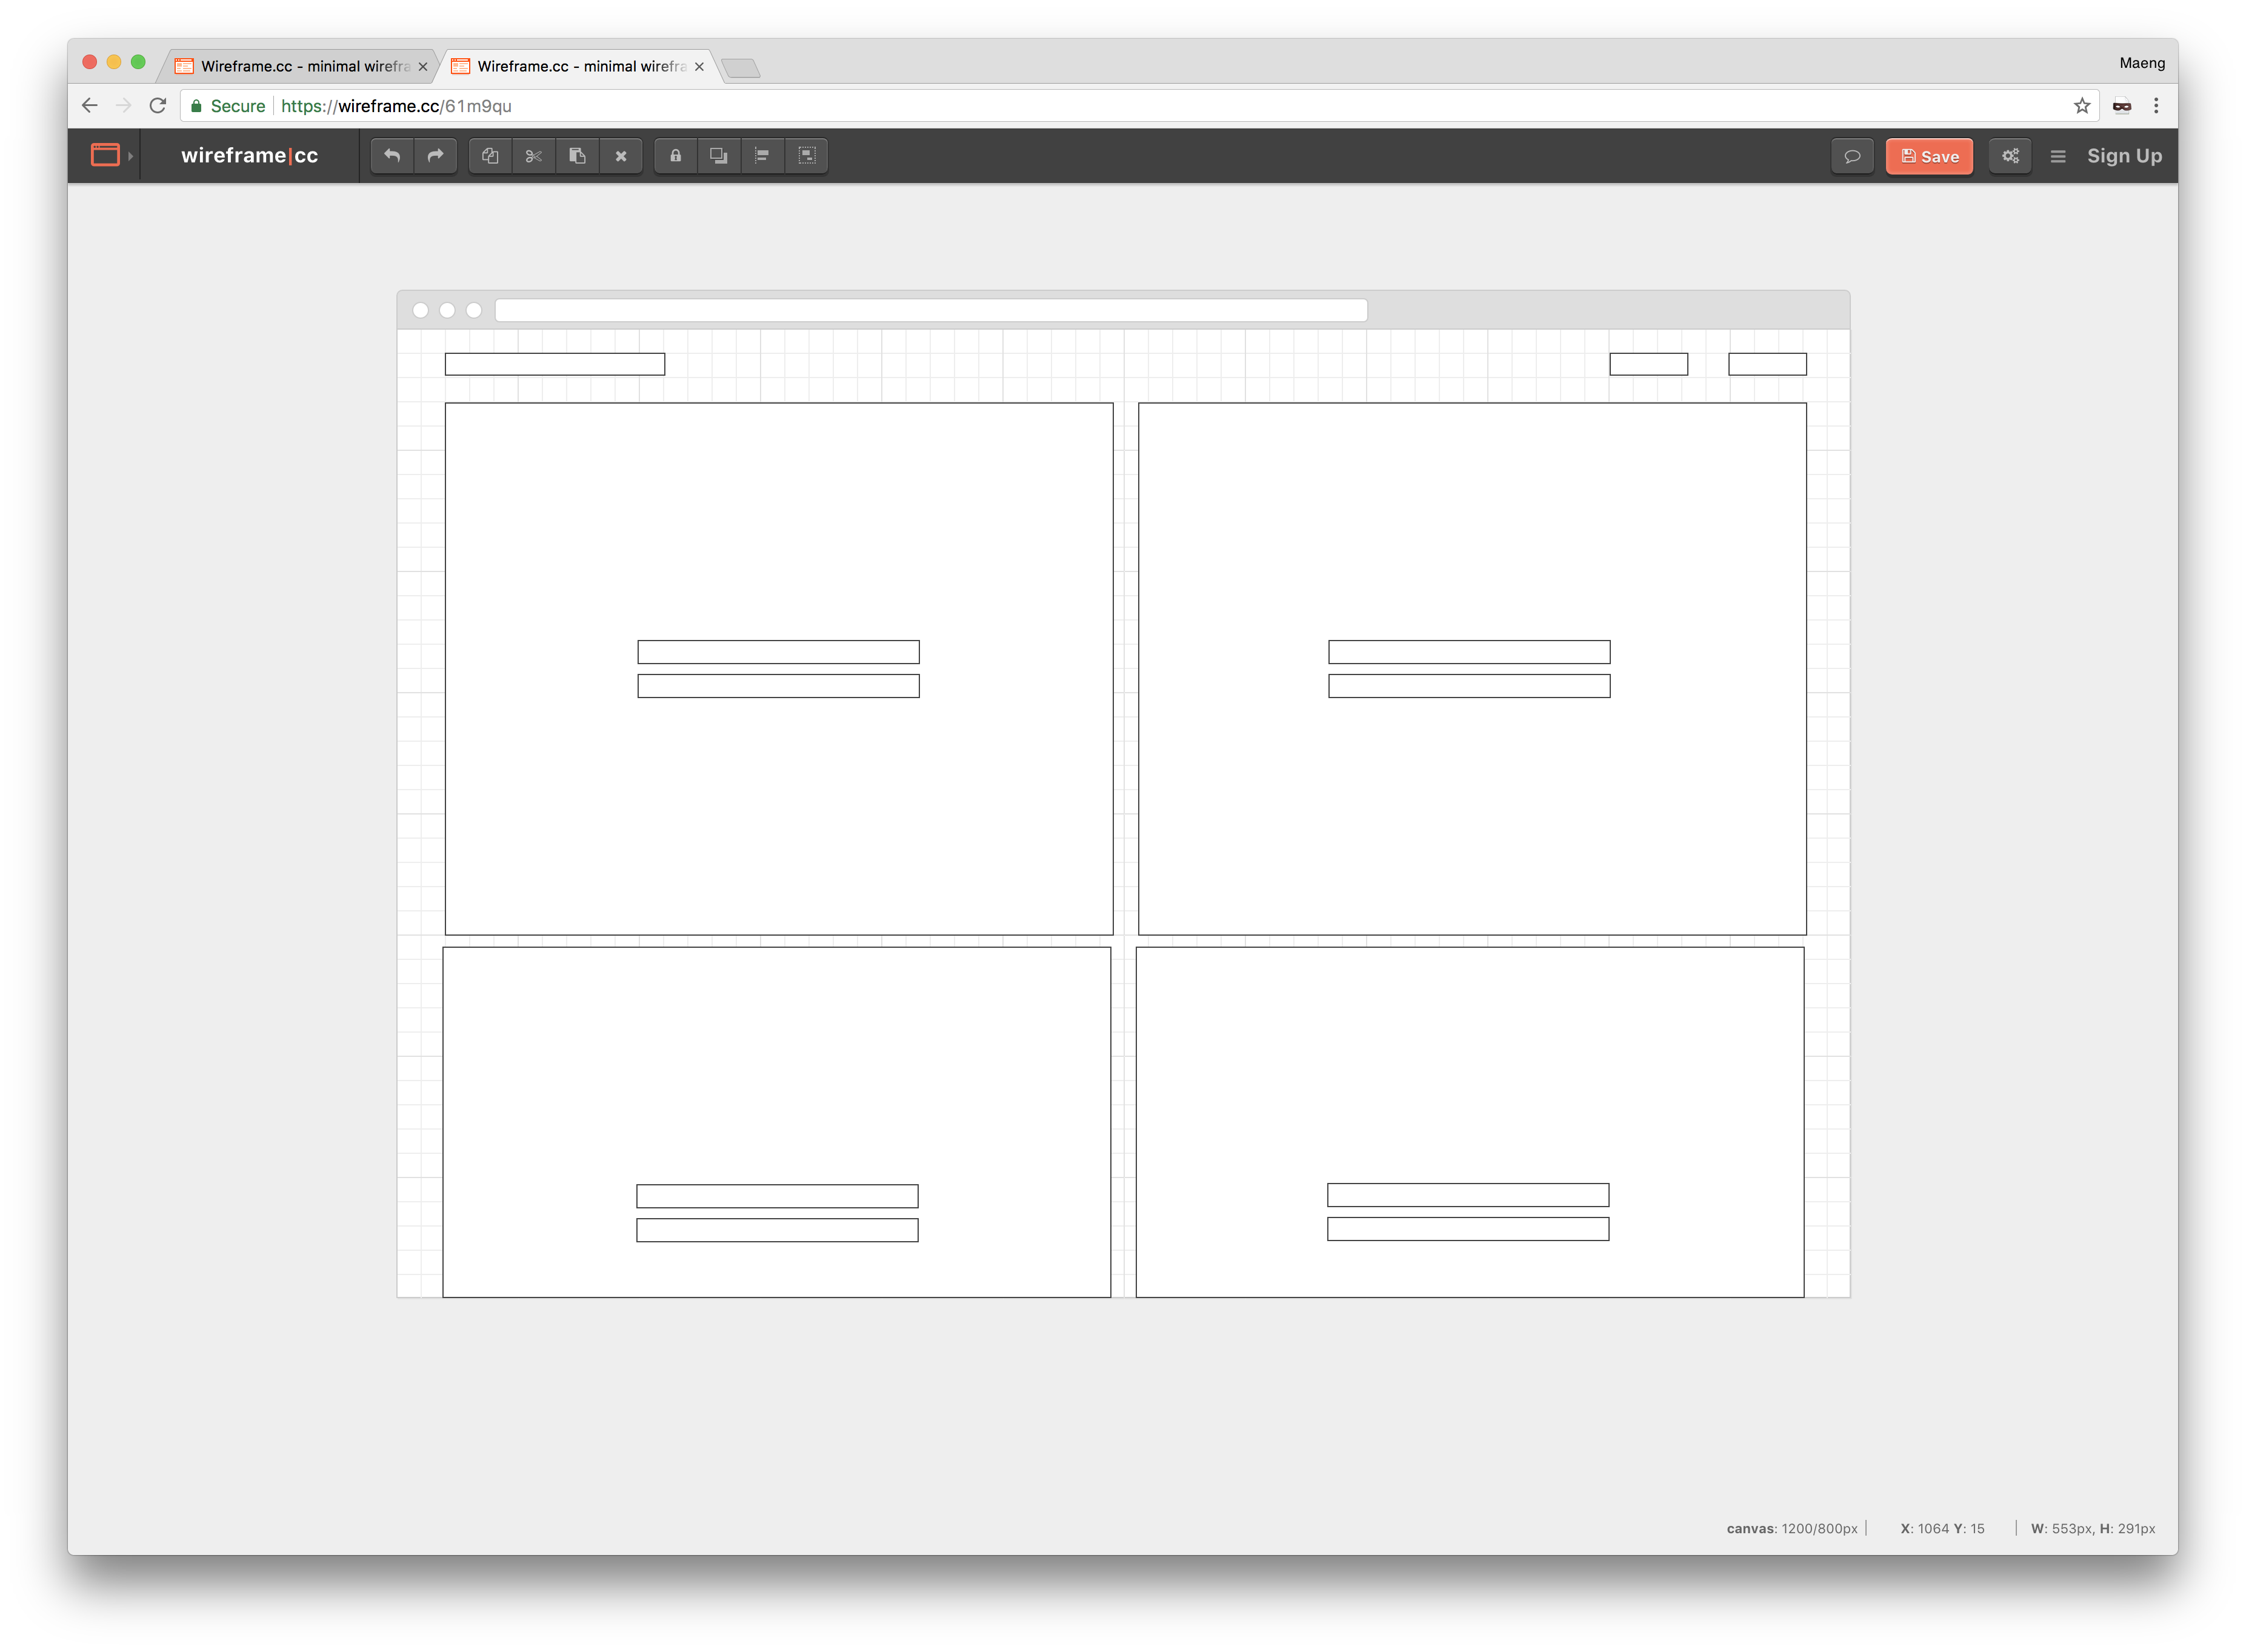 Wireframe.cc - minimal wirefra
Wireframe.cc - minimal wirefra
Maeng
Secure
https://wireframe.cc/61m9qu
wireframe|cc
Save
Sign Up
canvas: 1200/800px
X: 1064 Y: 15
W: 553px, H: 291px